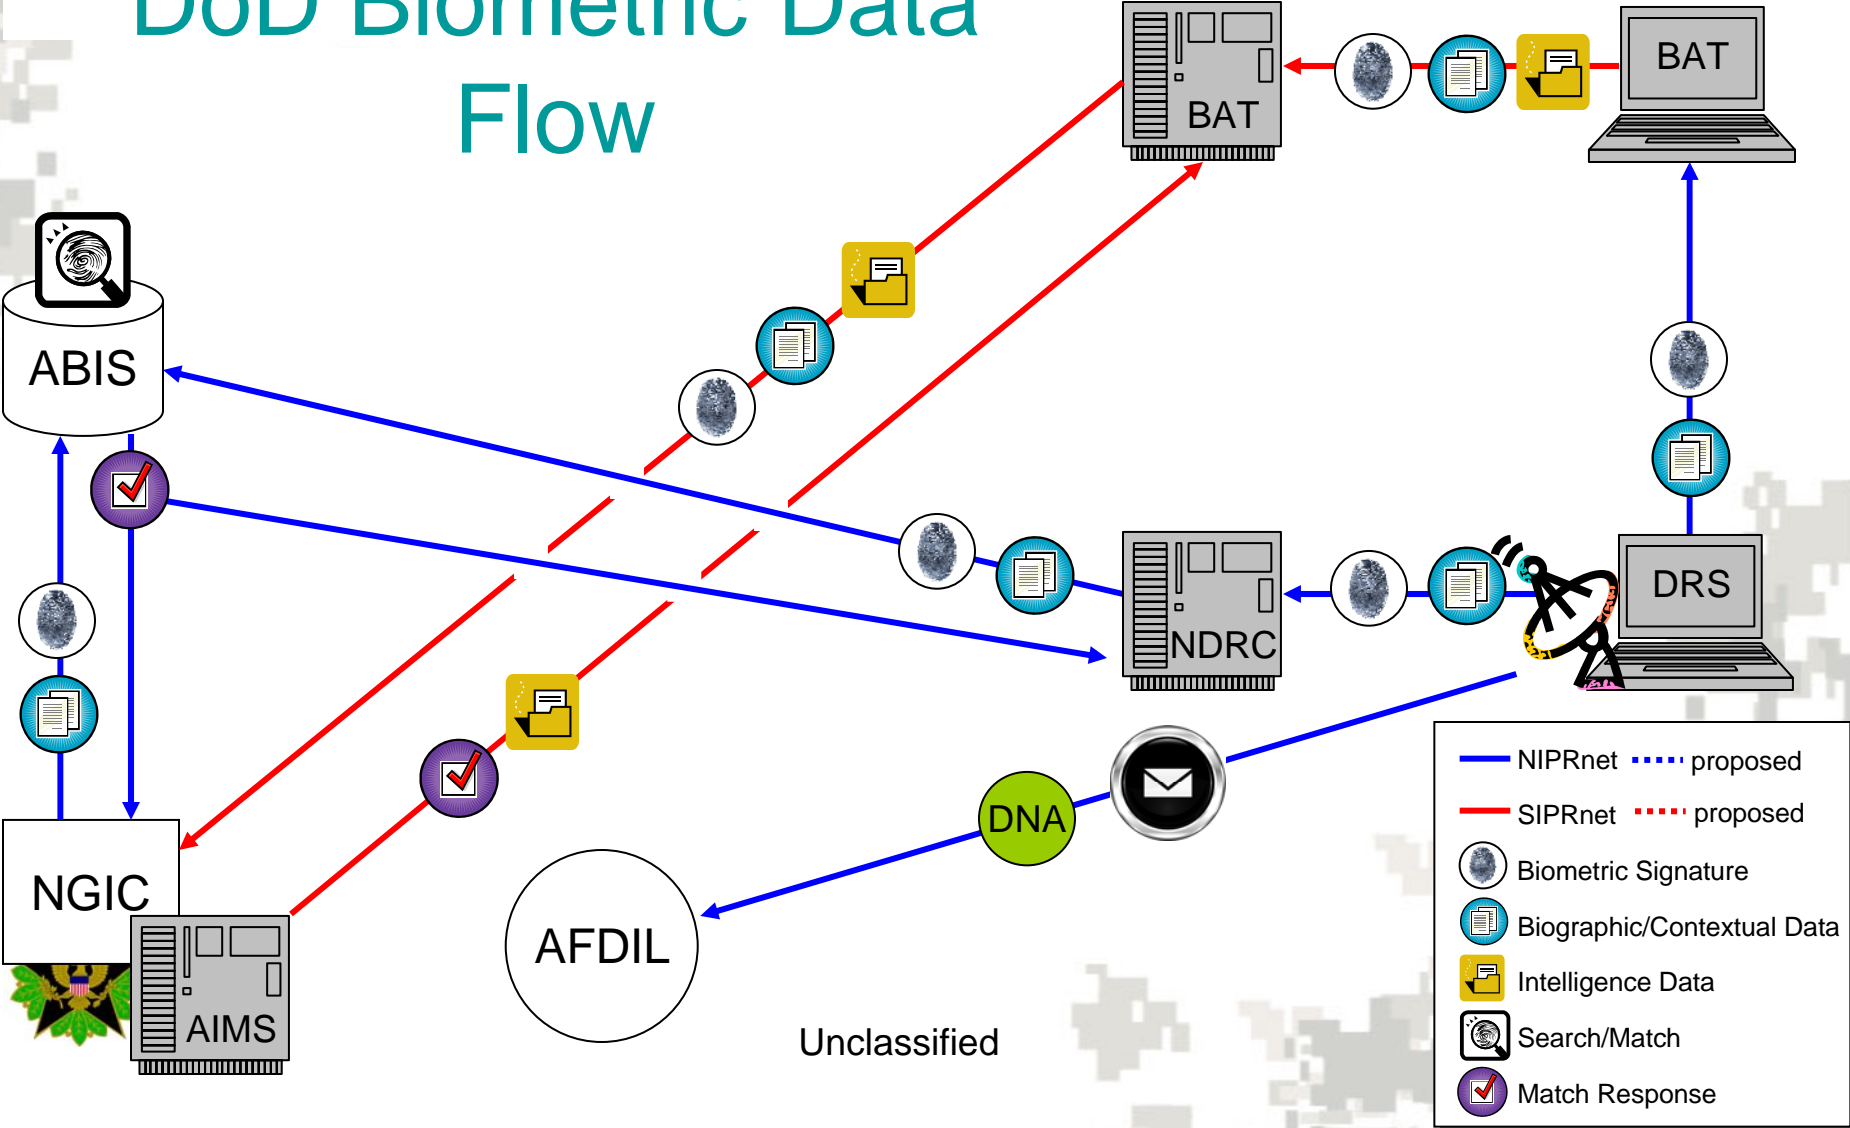 DoD Biometric Data
Flow
BAT
BAT
ABIS
NDRC
DRS
DNA
NGIC
AIMS
AFDIL
Unclassified
NIPRnet proposed
SIPRnet proposed
Biometric Signature
Biographic/Contextual Data
Intelligence Data
Search/Match
Match Response